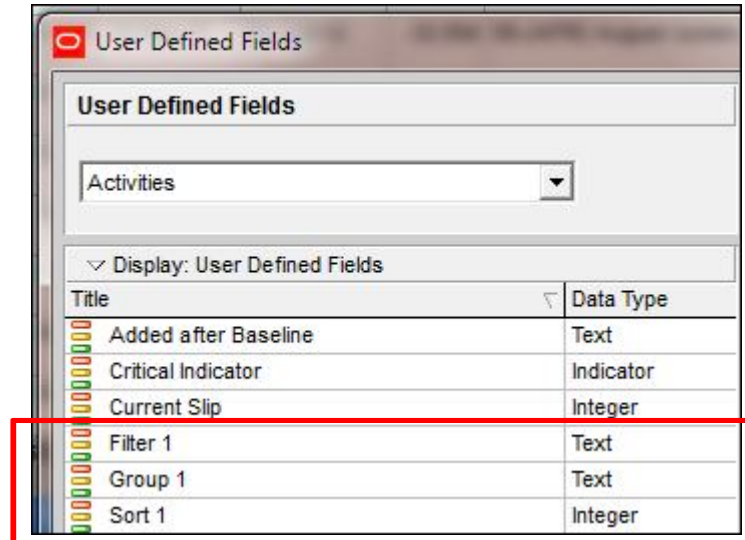 User Defined Fields
User Defined Fields
Activities
Display: User Defined Fields
Title Data Type
Added after Baseline Text
Critical Indicator Indicator
Current Slip Integer
Filter 1 Text
Group 1 Text
Sort 1 Integer